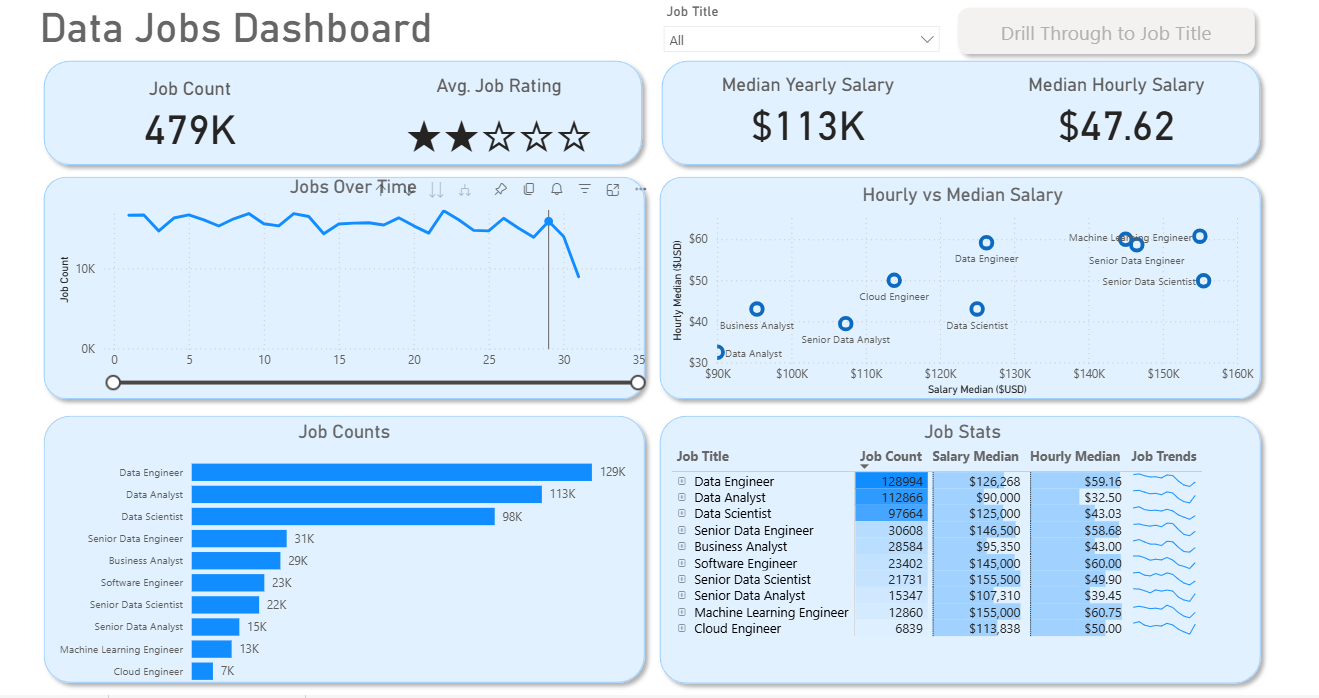 Data Jobs Dashboard
Job Title
All
Drill Through to Job Title
Job Count
479K
Avg. Job Rating
Median Yearly Salary
$113K
Median Hourly Salary
$47.62
Jobs Over Time
Job Count
10K
0K
0 5 10 15 20 25 30 35
Hourly vs Median Salary
Hourly Median ($USD)
$60
$50
$40
$30
Machine Learning Engineer
Data Engineer
Senior Data Engineer
Senior Data Scientist
Cloud Engineer
Business Analyst
Data Scientist
Senior Data Analyst
Data Analyst
$90K $100K $110K $120K $130K $140K $150K $160K
Salary Median ($USD)
Job Counts
Data Engineer 129K
Data Analyst 113K
Data Scientist 98K
Senior Data Engineer 31K
Business Analyst 29K
Software Engineer 23K
Senior Data Scientist 22K
Senior Data Analyst 15K
Machine Learning Engineer 13K
Cloud Engineer 7K
Job Stats
Job Title Job Count Salary Median Hourly Median Job Trends
Data Engineer 128994 $126,268 $59.16
Data Analyst 112866 $90,000 $32.50
Data Scientist 97664 $125,000 $43.03
Senior Data Engineer 30608 $146,500 $58.68
Business Analyst 28584 $95,350 $43.00
Software Engineer 23402 $145,000 $60.00
Senior Data Scientist 21731 $155,500 $49.90
Senior Data Analyst 15347 $107,310 $39.45
Machine Learning Engineer 12860 $155,000 $60.75
Cloud Engineer 6839 $113,838 $50.00